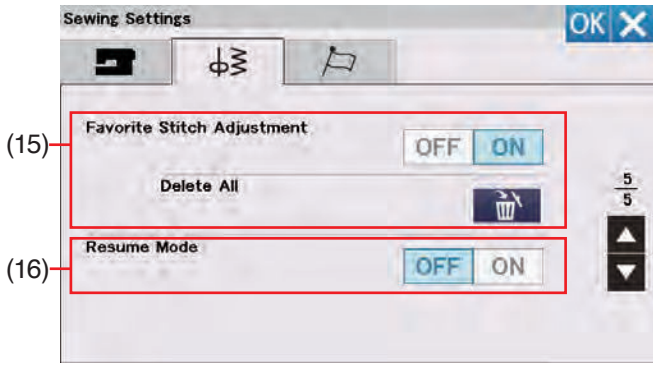 Sewing Settings
OK
(15)
Favorite Stitch Adjustment
OFF ON
Delete All
5
5
(16)
Resume Mode
OFF ON